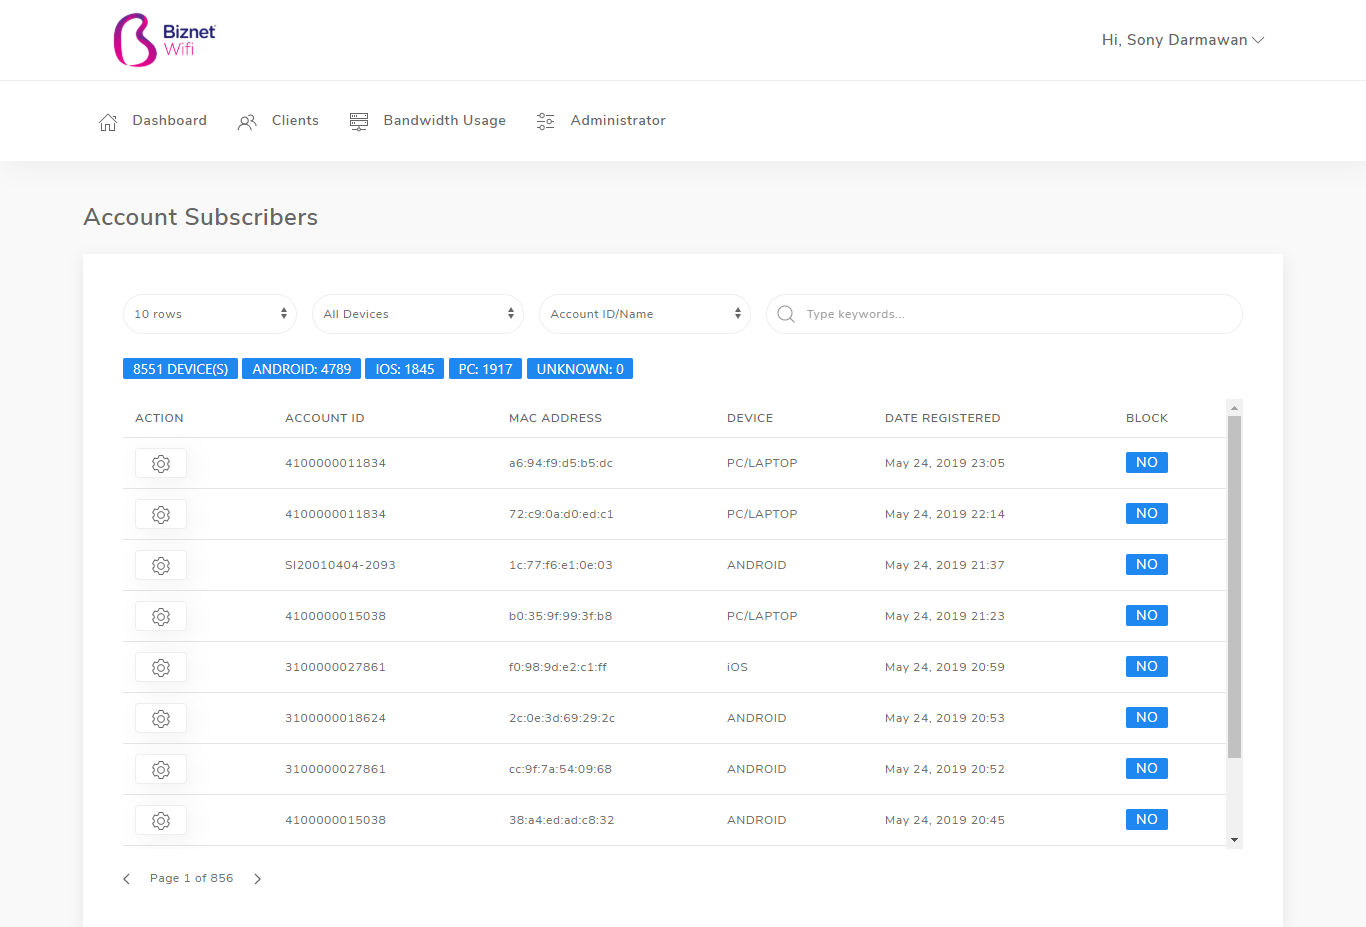 Biznet
Wifi
Hi, Sony Darmawan
Dashboard Clients Bandwidth Usage Administrator
Account Subscribers
10 rows All Devices Account ID/Name Type keywords...
8551 DEVICE(S) ANDROID: 4789 IOS: 1845 PC: 1917 UNKNOWN: 0
ACTION ACCOUNT ID MAC ADDRESS DEVICE DATE REGISTERED BLOCK
4100000011834 a6:94:f9:d5:b5:dc PC/LAPTOP May 24, 2019 23:05 NO
4100000011834 72:c9:0a:d0:ed:c1 PC/LAPTOP May 24, 2019 22:14 NO
SI20010404-2093 1c:77:f6:e1:0e:03 ANDROID May 24, 2019 21:37 NO
4100000015038 b0:35:9f:99:3f:b8 PC/LAPTOP May 24, 2019 21:23 NO
3100000027861 f0:98:9d:e2:c1:ff iOS May 24, 2019 20:59 NO
3100000018624 2c:0e:3d:69:29:2c ANDROID May 24, 2019 20:53 NO
3100000027861 cc:9f:7a:54:09:68 ANDROID May 24, 2019 20:52 NO
4100000015038 38:a4:ed:ad:c8:32 ANDROID May 24, 2019 20:45 NO
Page 1 of 856